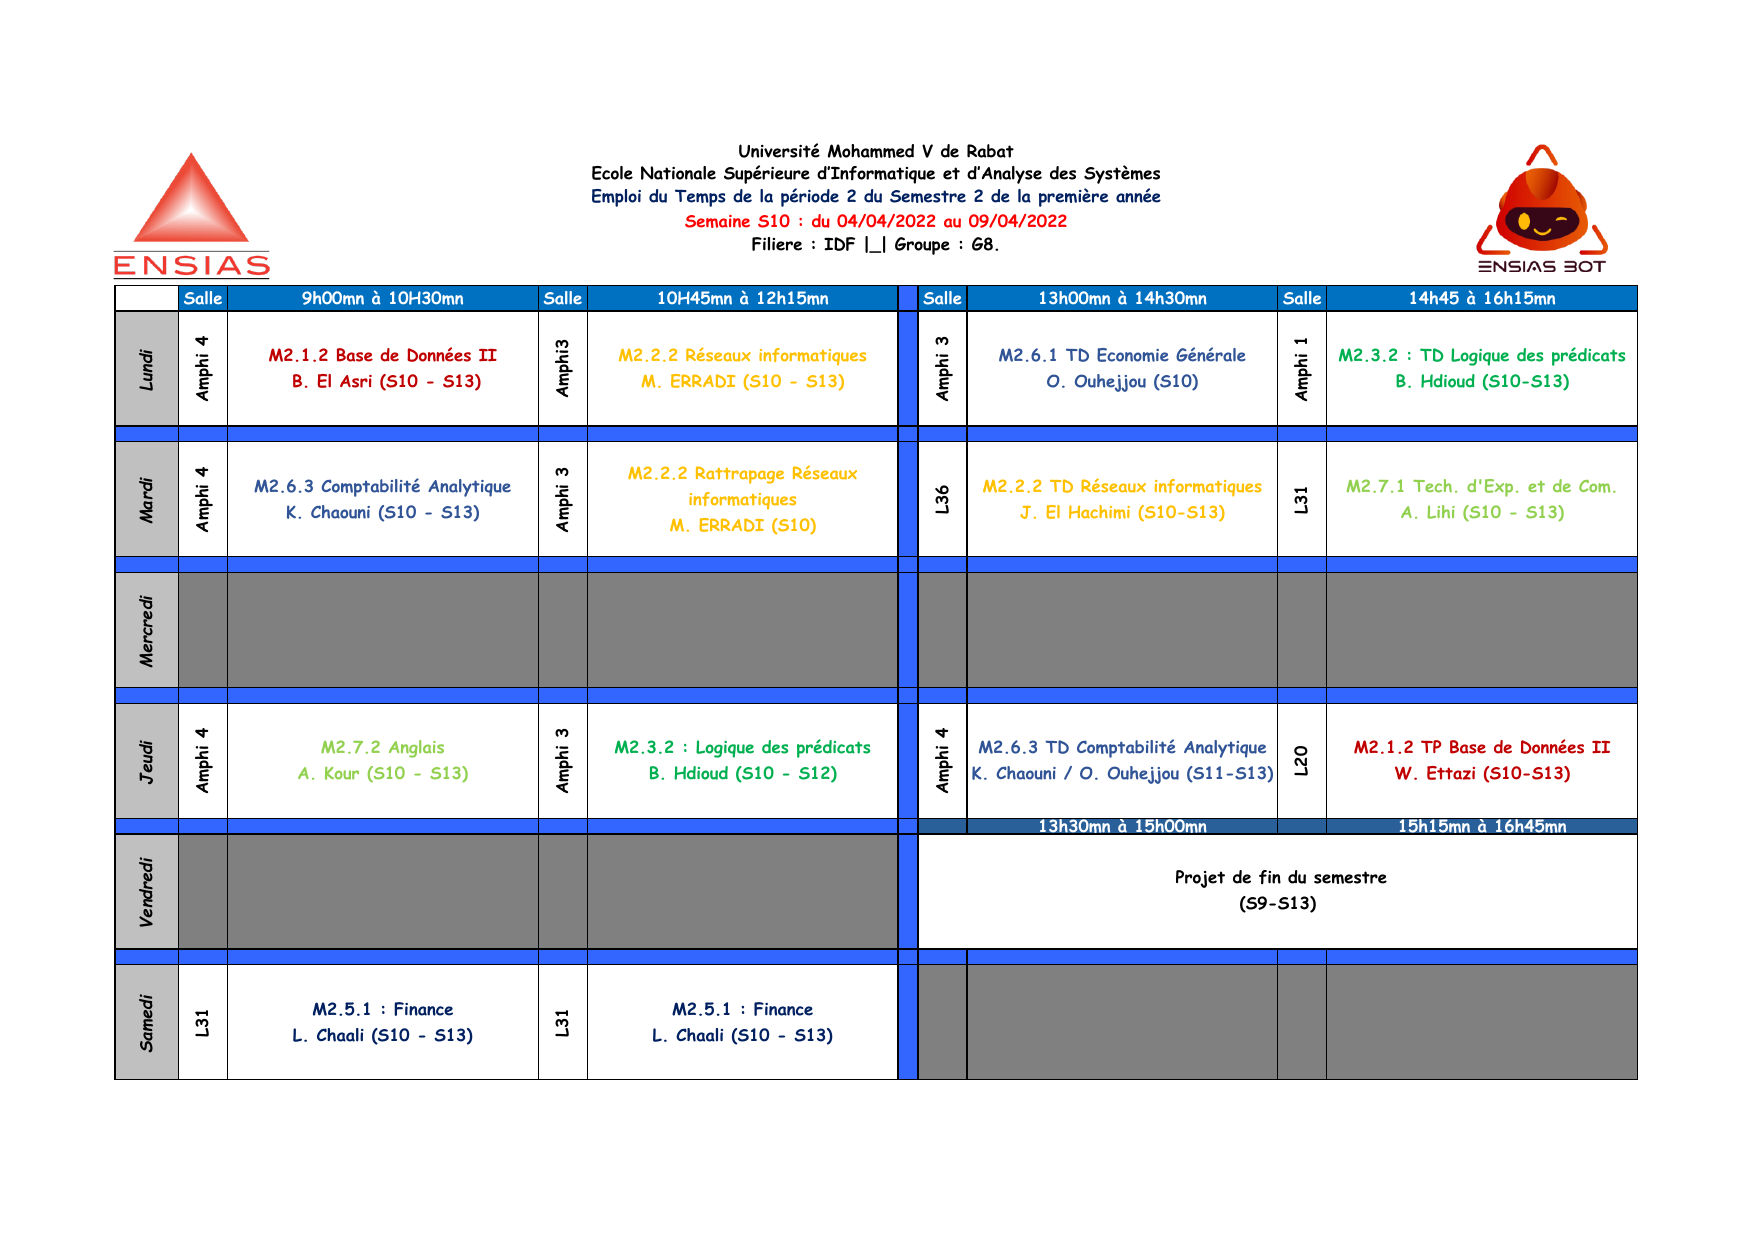 Université Mohammed V de Rabat
Ecole Nationale Supérieure d’Informatique et d’Analyse des Systèmes
Emploi du Temps de la période 2 du Semestre 2 de la première année
Semaine S10 : du 04/04/2022 au 09/04/2022
Filiere : IDF |_| Groupe : G8.
ENSIAS
ENSIAS BOT
Salle 9h00mn à 10H30mn Salle 10H45mn à 12h15mn Salle 13h00mn à 14h30mn Salle 14h45 à 16h15mn
Lundi
Amphi 4
M2.1.2 Base de Données II
B. El Asri (S10 - S13)
Amphi3
M2.2.2 Réseaux informatiques
M. ERRADI (S10 - S13)
Amphi 3
M2.6.1 TD Economie Générale
O. Ouhejjou (S10)
Amphi 1
M2.3.2 : TD Logique des prédicats
B. Hdioud (S10-S13)
Mardi
Amphi 4
M2.6.3 Comptabilité Analytique
K. Chaouni (S10 - S13)
Amphi 3
M2.2.2 Rattrapage Réseaux
informatiques
M. ERRADI (S10)
L36
M2.2.2 TD Réseaux informatiques
J. El Hachimi (S10-S13)
L31
M2.7.1 Tech. d'Exp. et de Com.
A. Lihi (S10 - S13)
Mercredi
Jeudi
Amphi 4
M2.7.2 Anglais
A. Kour (S10 - S13)
Amphi 3
M2.3.2 : Logique des prédicats
B. Hdioud (S10 - S12)
Amphi 4
M2.6.3 TD Comptabilité Analytique
K. Chaouni / O. Ouhejjou (S11-S13)
L20
M2.1.2 TP Base de Données II
W. Ettazi (S10-S13)
13h30mn à 15h00mn 15h15mn à 16h45mn
Vendredi
Projet de fin du semestre
(S9-S13)
Samedi
L31
M2.5.1 : Finance
L. Chaali (S10 - S13)
L31
M2.5.1 : Finance
L. Chaali (S10 - S13)